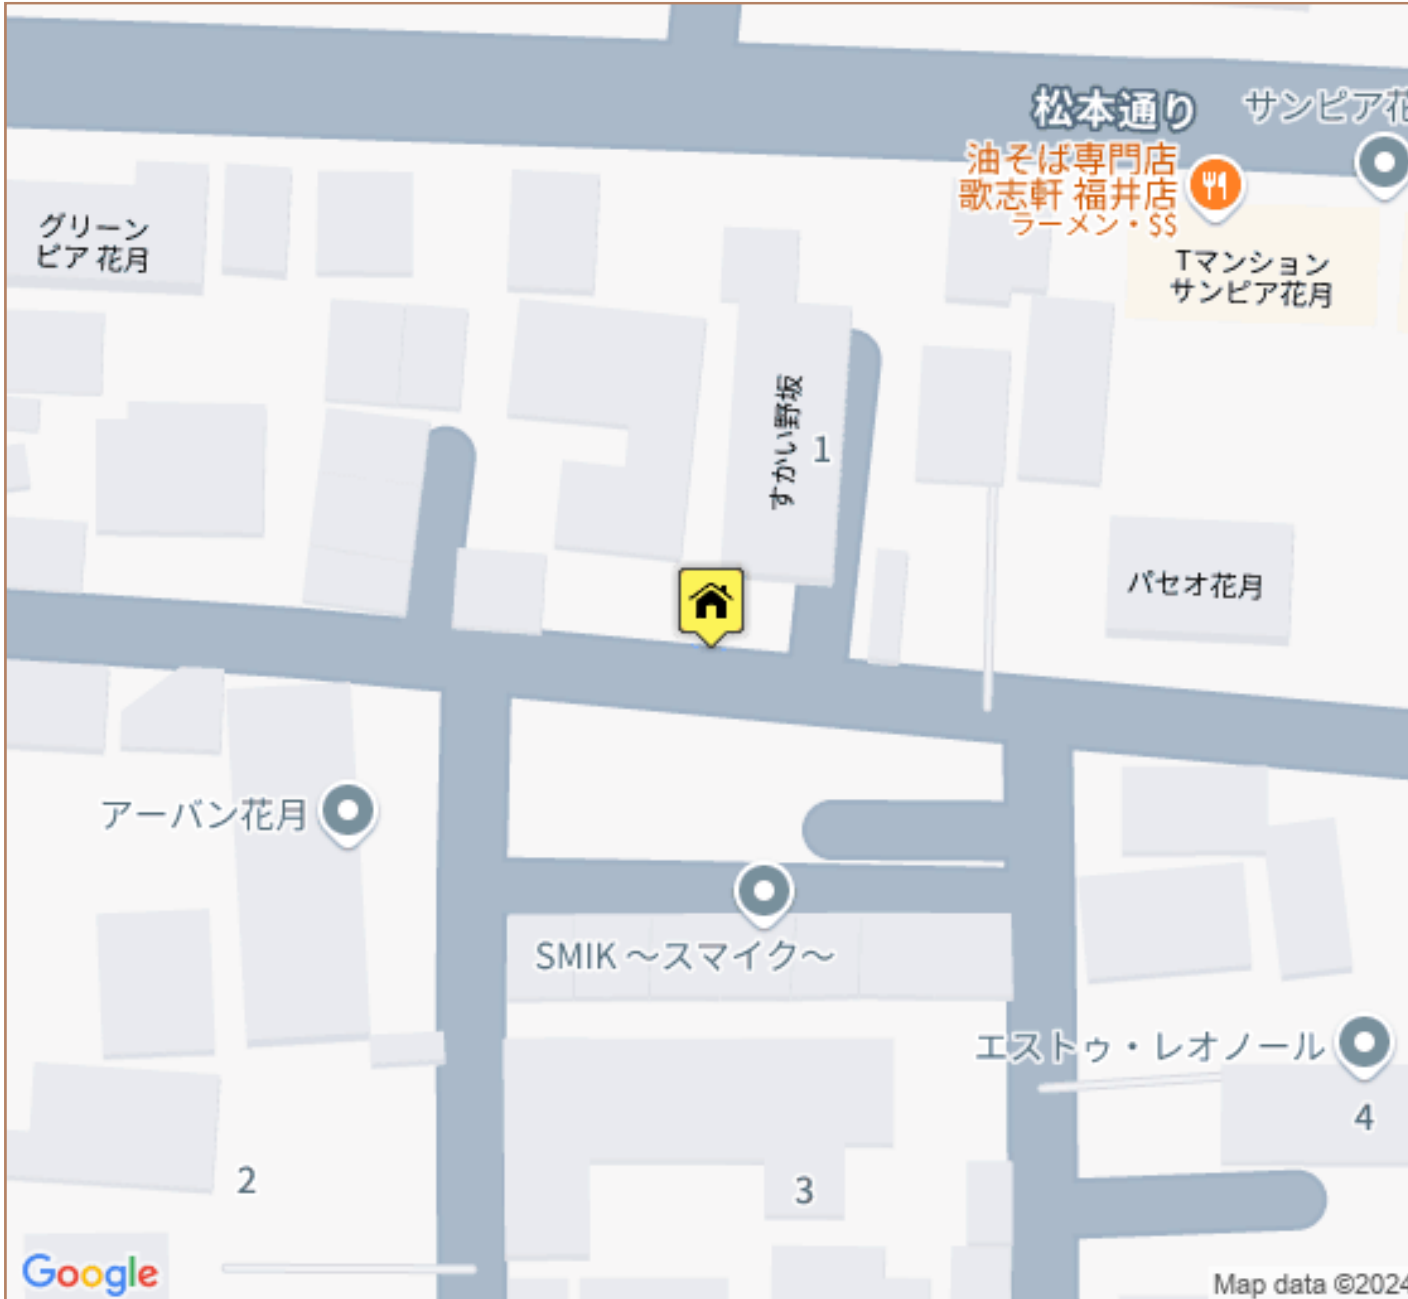 松本通り
サンピア花
油そば専門店
歌志軒 福井店
ラーメン・$$
グリーン
ピア 花月
Tマンション
サンピア花月
すかい野坂
1
パセオ花月
アーバン花月
SMIK ～スマイク～
エストゥ・レオノール
4
2
3
Google
Map data ©2024